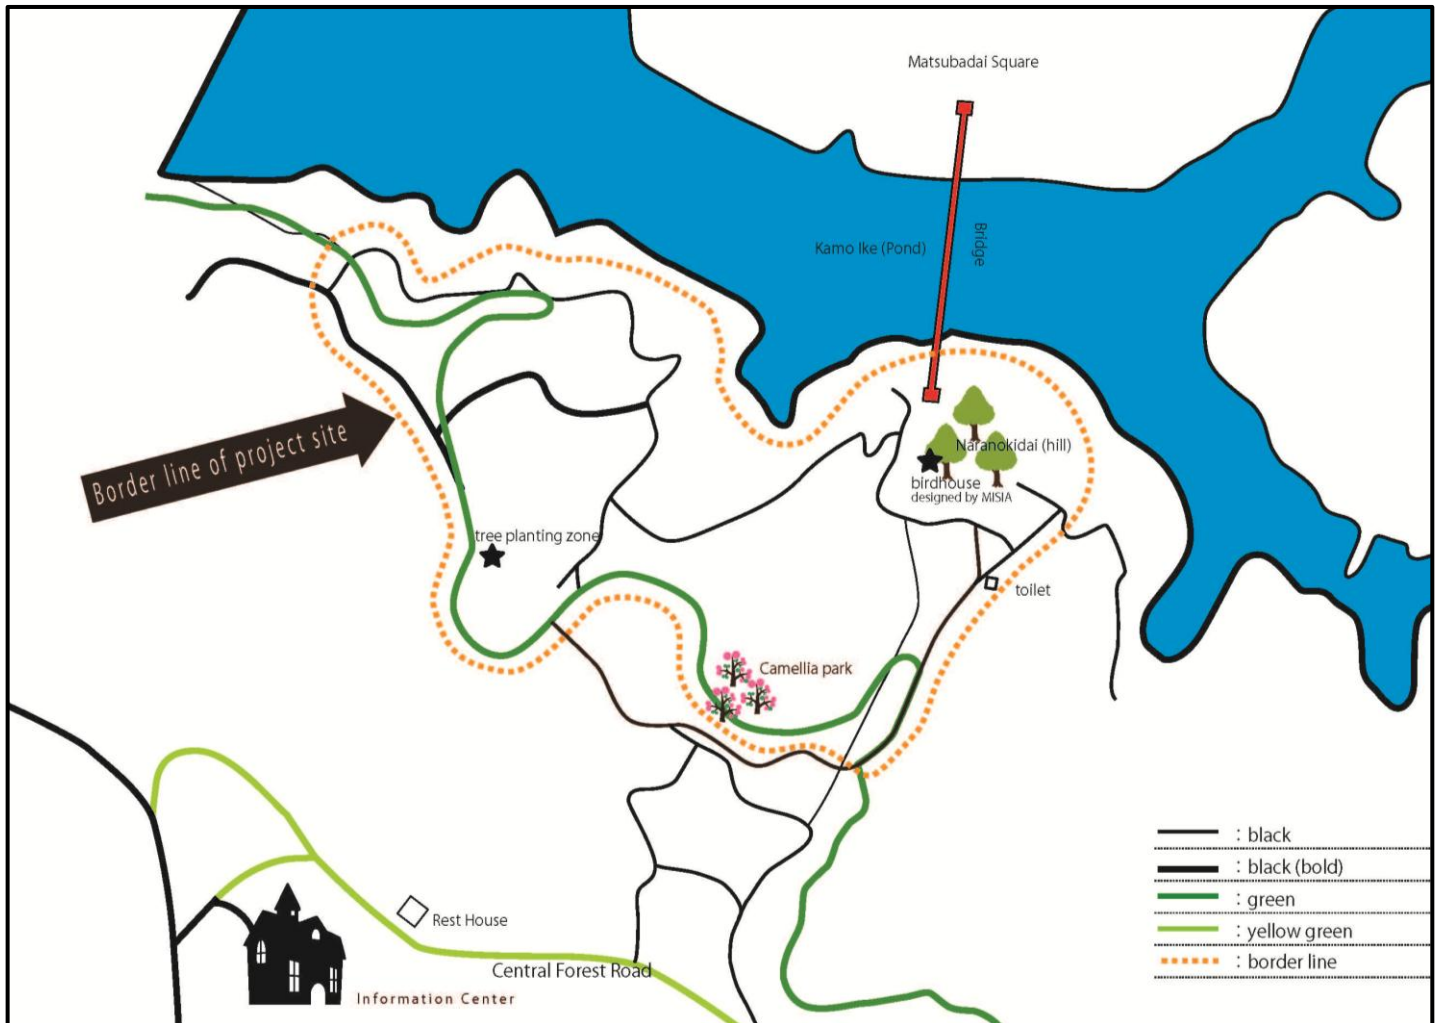 Matsubadai Square
Kamo Ike (Pond)
Bridge
Border line of project site
Naranokidai (hill)
birdhouse
designed by MISIA
tree planting zone
toilet
Camellia park
: black
: black (bold)
: green
: yellow green
: border line
Rest House
Central Forest Road
Information Center